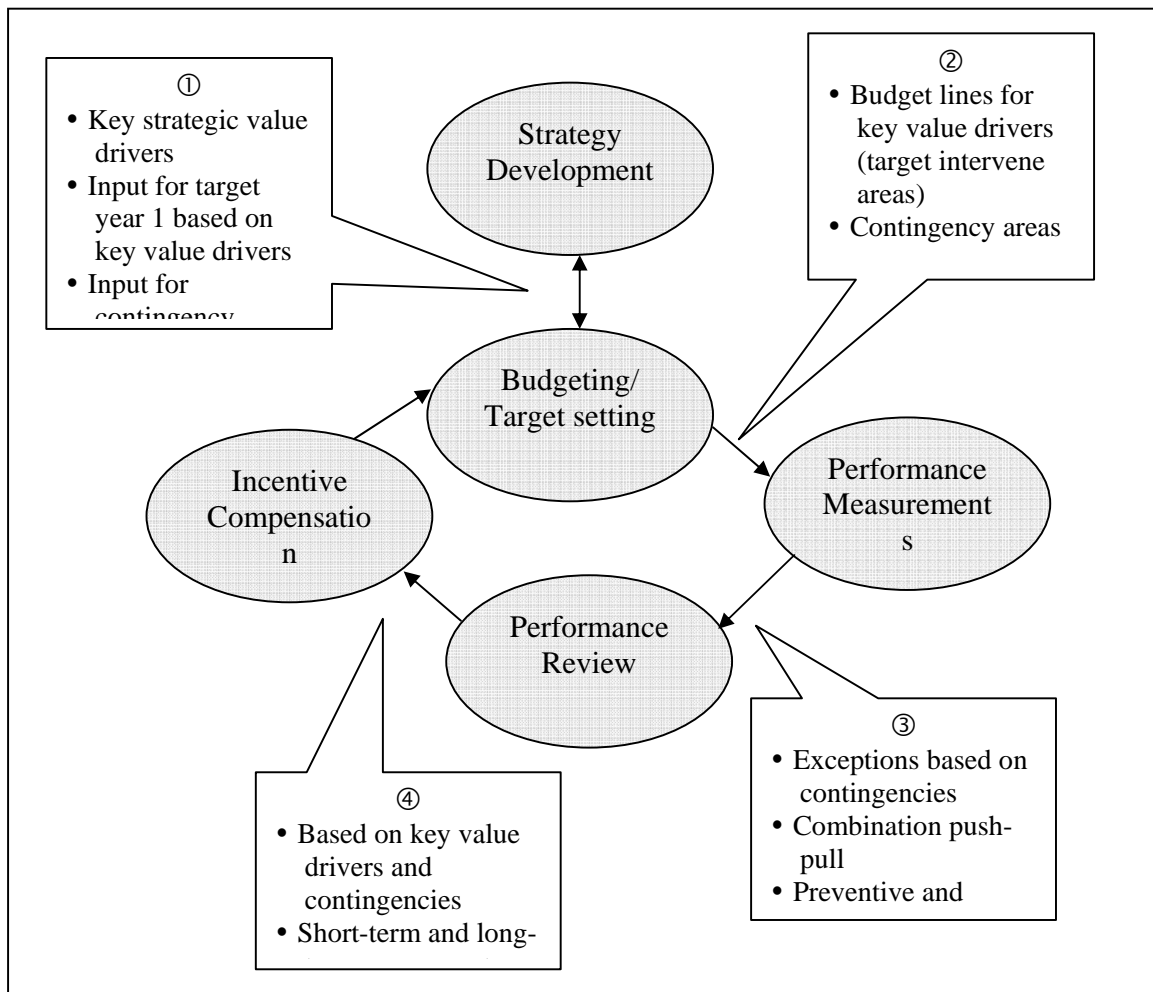 ①
• Key strategic value
drivers
• Input for target
year 1 based on
key value drivers
• Input for
contingency
Strategy
Development
②
• Budget lines for
key value drivers
(target intervene
areas)
• Contingency areas
Budgeting/
Target setting
Incentive
Compensatio
n
Performance
Measurement
s
Performance
Review
③
• Exceptions based on
contingencies
• Combination push-
pull
• Preventive and
④
• Based on key value
drivers and
contingencies
• Short-term and long-